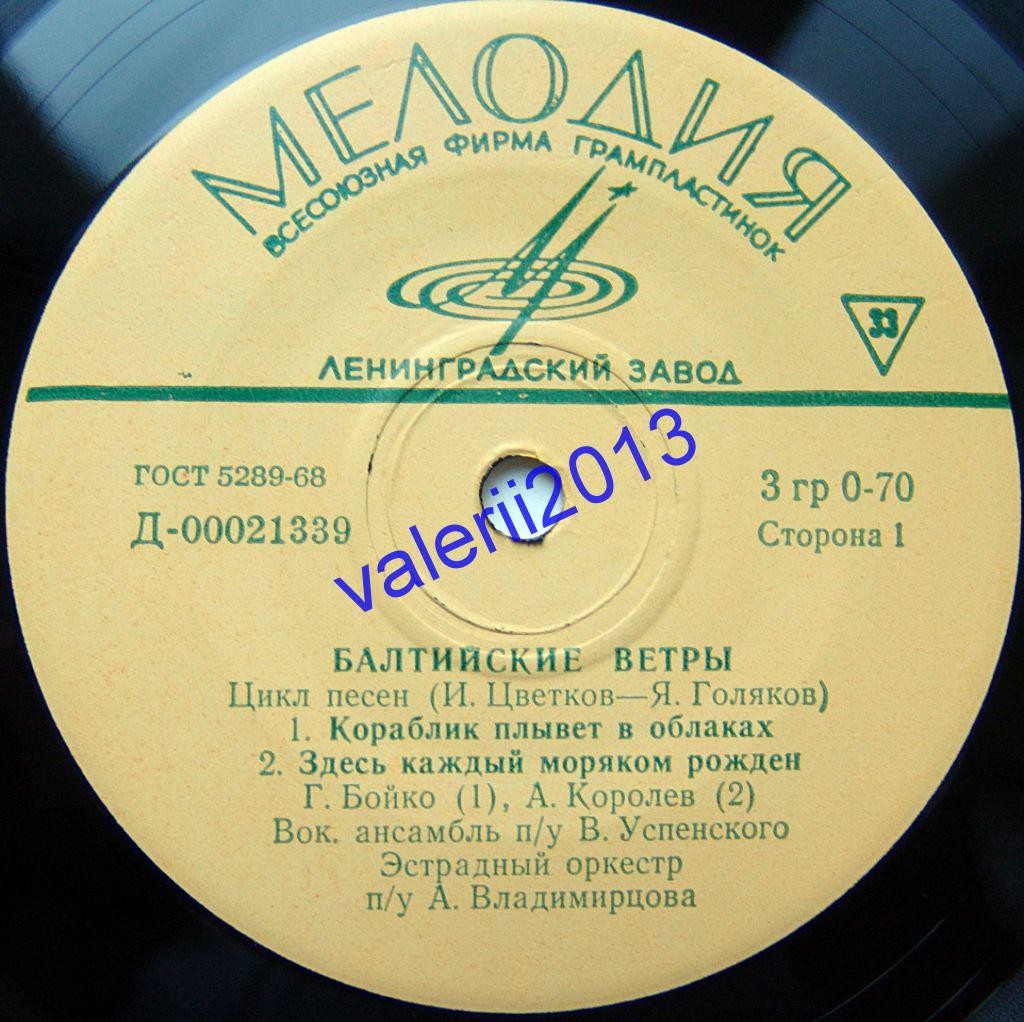 МЕЛОДИЯ
ВСЕСОЮЗНАЯ ФИРМА ГРАМПЛАСТИНОК
33
ЛЕНИНГРАДСКИЙ ЗАВОД
ГОСТ 5289-68
3 гр 0-70
Д-00021339
Сторона 1
valerii2013
БАЛТИЙСКИЕ ВЕТРЫ
Цикл песен (И. Цветков—Я. Голяков)
1. Кораблик плывет в облаках
2. Здесь каждый моряком рожден
Г. Бойко (1), А. Королев (2)
Вок. ансамбль п/у В. Успенского
Эстрадный оркестр
п/у А. Владимирцова